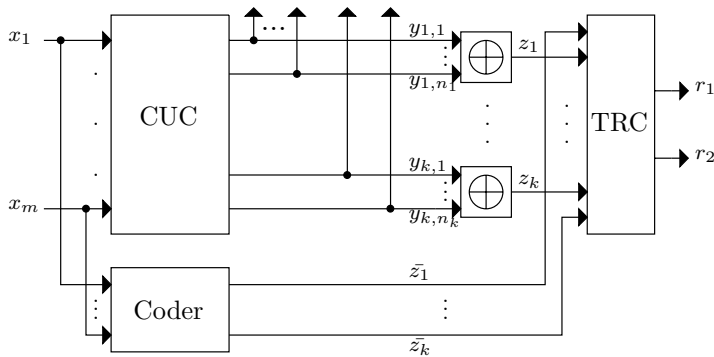 x₁
xₘ
CUC
...
y₁,₁
y₁,ₙ₁
yₖ,₁
yₖ,ₙₖ
z₁
zₖ
TRC
r₁
r₂
Coder
z̄₁
z̄ₖ